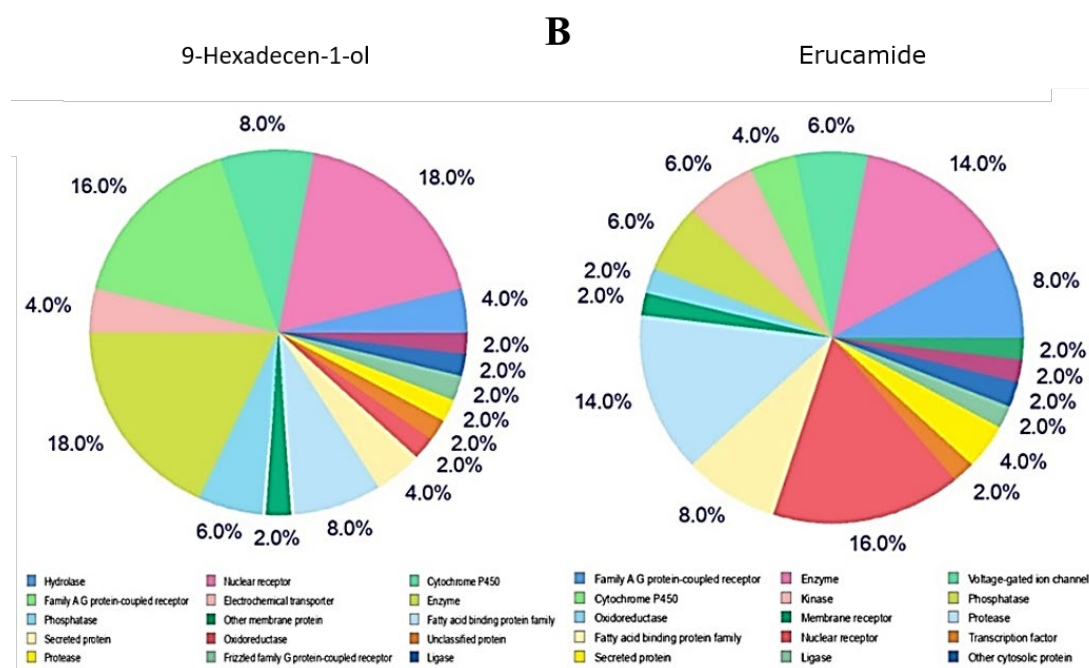 B
9-Hexadecen-1-ol
Erucamide
8.0%
18.0%
4.0%
2.0%
2.0%
2.0%
2.0%
2.0%
2.0%
4.0%
8.0%
2.0%
6.0%
18.0%
4.0%
16.0%
6.0%
14.0%
8.0%
2.0%
2.0%
2.0%
2.0%
4.0%
2.0%
16.0%
8.0%
14.0%
2.0%
2.0%
6.0%
6.0%
4.0%
Hydrolase Nuclear receptor Cytochrome P450
Family A G protein-coupled receptor Electrochemical transporter Enzyme
Phosphatase Other membrane protein Fatty acid binding protein family
Secreted protein Oxidoreductase Unclassified protein
Protease Frizzled family G protein-coupled receptor Ligase
Family A G protein-coupled receptor Enzyme Voltage-gated ion channel
Cytochrome P450 Kinase Phosphatase
Oxidoreductase Membrane receptor Protease
Fatty acid binding protein family Nuclear receptor Transcription factor
Secreted protein Ligase Other cytosolic protein